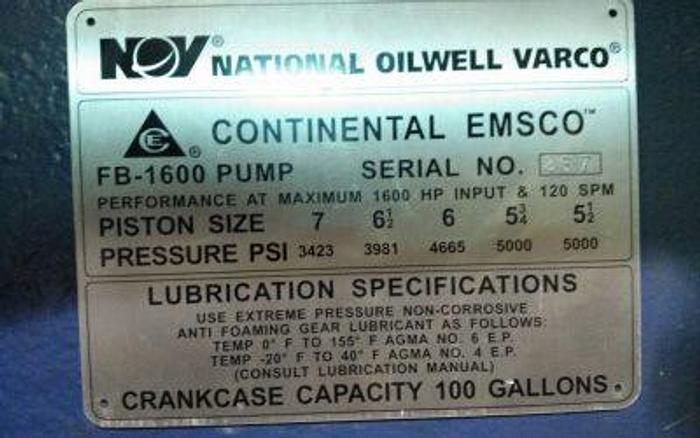 NOV® NATIONAL OILWELL VARCO®
CE ® CONTINENTAL EMSCO™
FB-1600 PUMP SERIAL NO. 287
PERFORMANCE AT MAXIMUM 1600 HP INPUT & 120 SPM
PISTON SIZE 7 6½ 6 5¾ 5½
PRESSURE PSI 3423 3981 4665 5000 5000
LUBRICATION SPECIFICATIONS
USE EXTREME PRESSURE NON-CORROSIVE
ANTI FOAMING GEAR LUBRICANT AS FOLLOWS:
TEMP 0° F TO 155° F AGMA NO. 6 E.P.
TEMP -20° F TO 40° F AGMA NO. 4 E.P.
(CONSULT LUBRICATION MANUAL)
CRANKCASE CAPACITY 100 GALLONS